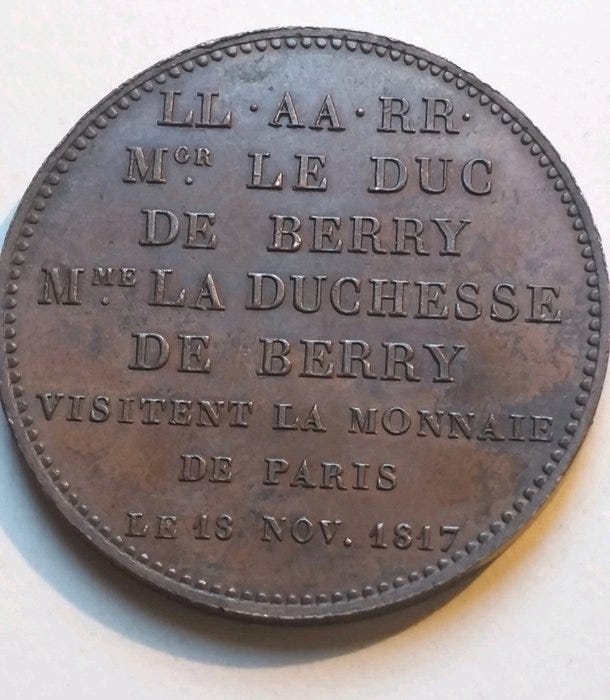 LL · AA · RR ·
MGR. LE DUC
DE BERRY
MME. LA DUCHESSE
DE BERRY
VISITENT LA MONNAIE
DE PARIS
LE 18 NOV. 1817